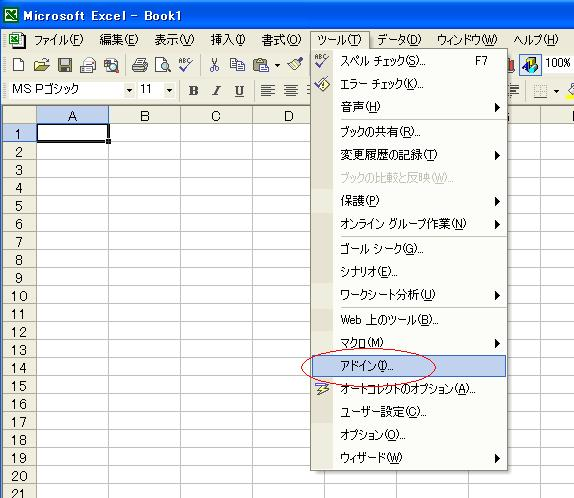 Microsoft Excel - Book1
ファイル(F) 編集(E) 表示(V) 挿入(I) 書式(O) ツール(T) データ(D) ウィンドウ(W) ヘルプ(H)
100%
MS Pゴシック 11 B I U
A B C D
1
2
3
4
5
6
7
8
9
10
11
12
13
14
15
16
17
18
19
20
21
スペル チェック(S)... F7
エラー チェック(K)...
音声(H)
ブックの共有(R)...
変更履歴の記録(T)
ブックの比較と反映(W)...
保護(P)
オンライン グループ作業(N)
ゴール シーク(G)...
シナリオ(E)...
ワークシート分析(U)
Web 上のツール(B)...
マクロ(M)
アドイン(I)...
オートコレクトのオプション(A)...
ユーザー設定(C)...
オプション(O)...
ウィザード(W)